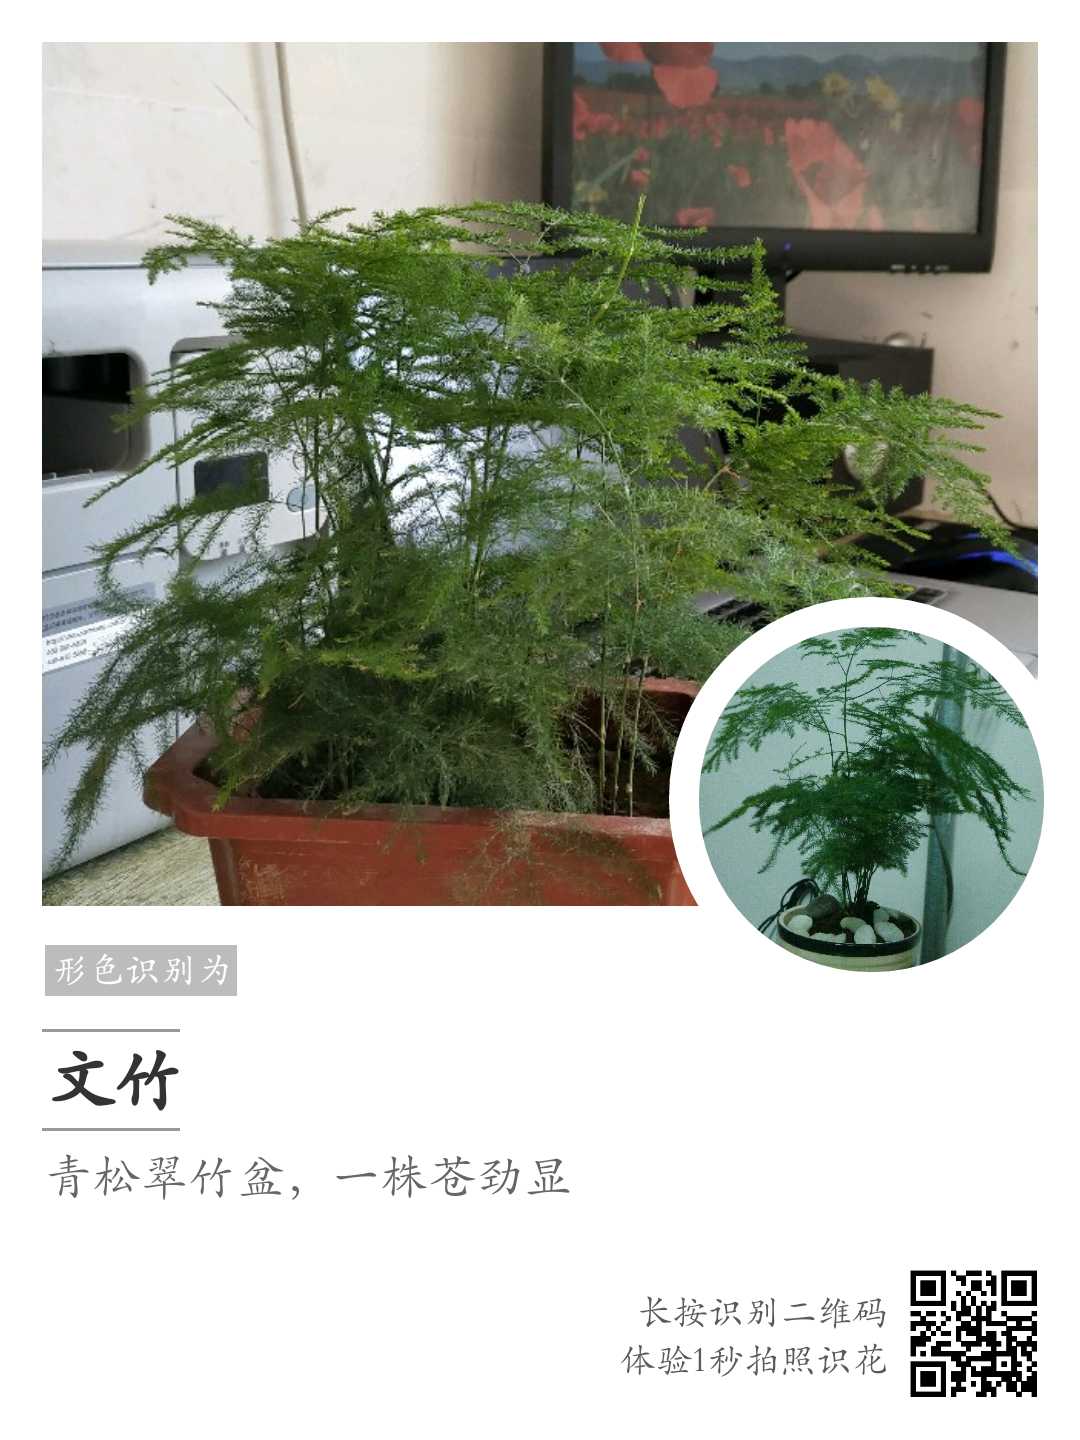 形色识别为
文竹
青松翠竹盆，一株苍劲显
长按识别二维码
体验1秒拍照识花